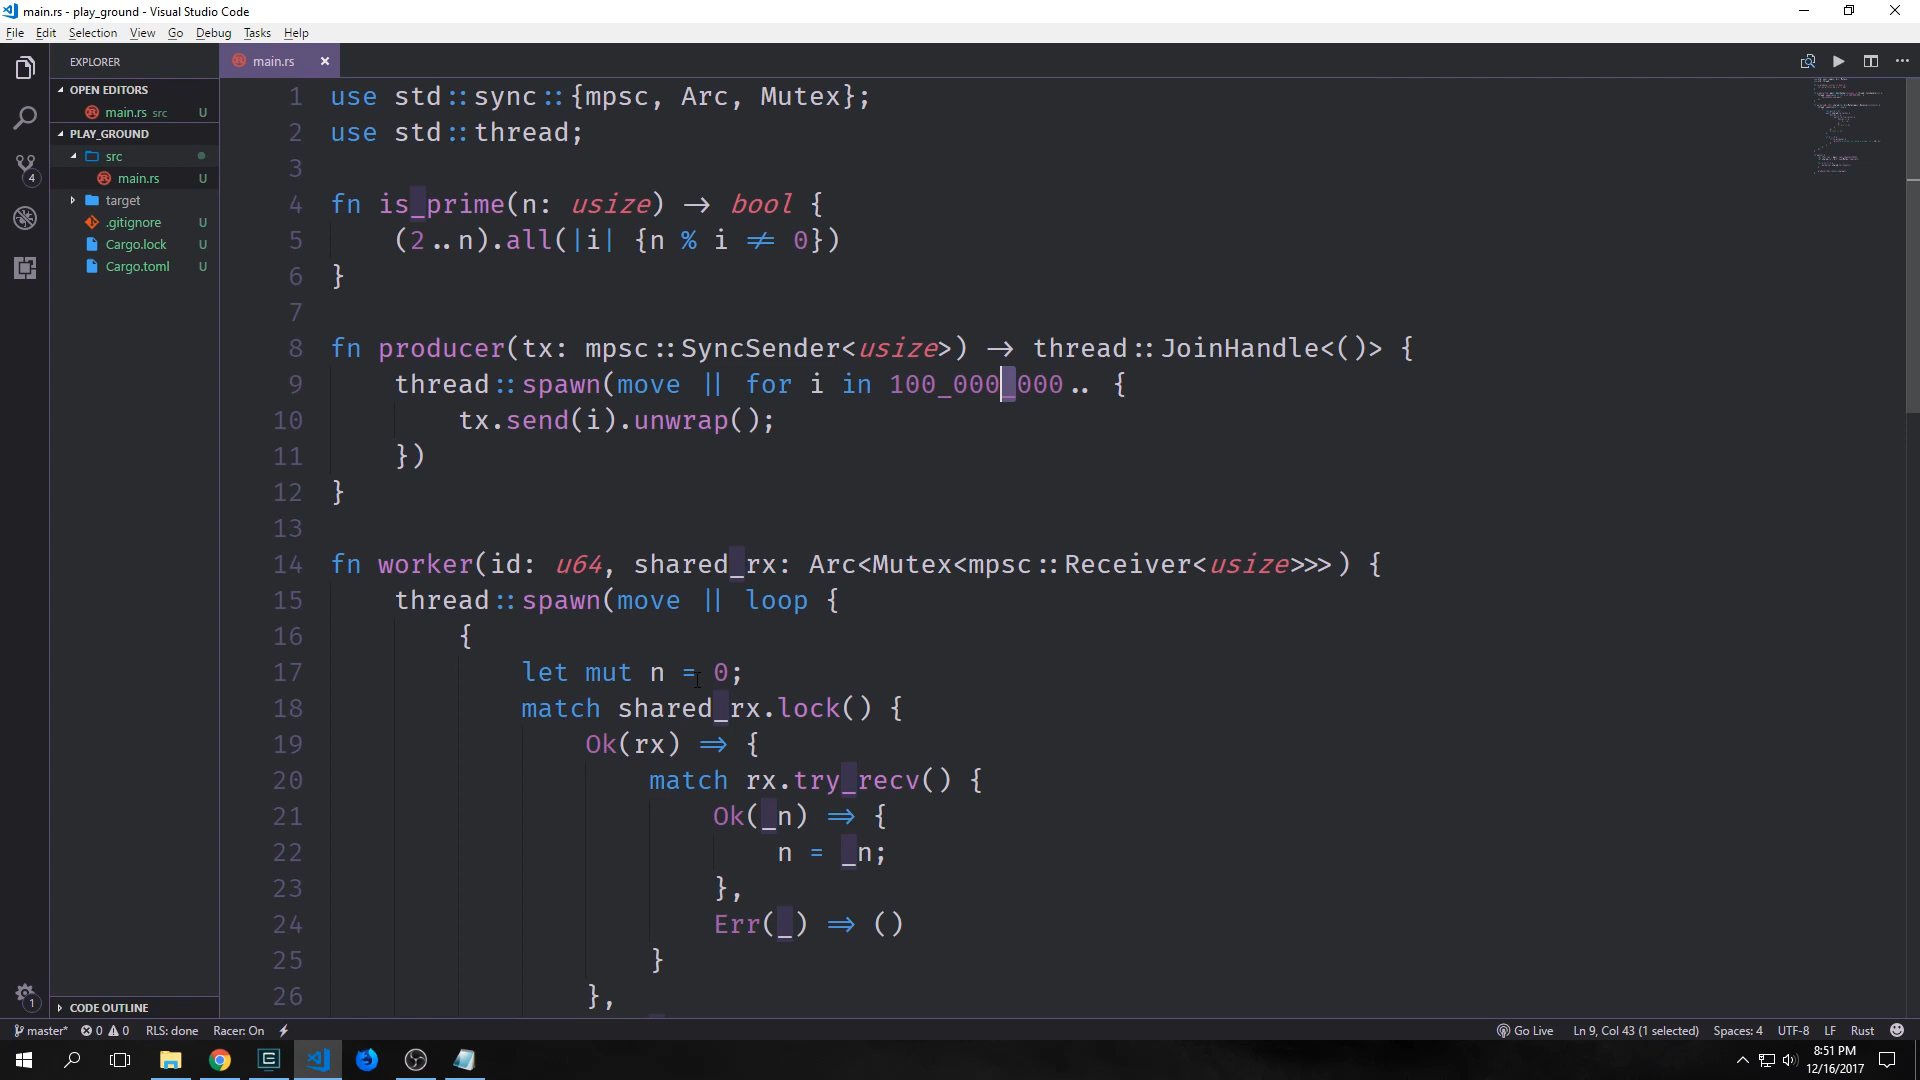 main.rs - play_ground - Visual Studio Code
File Edit Selection View Go Debug Tasks Help
EXPLORER
OPEN EDITORS
main.rs src U
PLAY_GROUND
src
main.rs U
target
.gitignore U
Cargo.lock U
Cargo.toml U
CODE OUTLINE
4
1
main.rs
1 use std::sync::{mpsc, Arc, Mutex};
2 use std::thread;
3
4 fn is_prime(n: usize) -> bool {
5 (2..n).all(|i| {n % i != 0})
6 }
7
8 fn producer(tx: mpsc::SyncSender<usize>) -> thread::JoinHandle<()> {
9 thread::spawn(move || for i in 100_000_000.. {
10 tx.send(i).unwrap();
11 })
12 }
13
14 fn worker(id: u64, shared_rx: Arc<Mutex<mpsc::Receiver<usize>>>) {
15 thread::spawn(move || loop {
16 {
17 let mut n = 0;
18 match shared_rx.lock() {
19 Ok(rx) => {
20 match rx.try_recv() {
21 Ok(_n) => {
22 n = _n;
23 },
24 Err(_) => ()
25 }
26 },
master* 0 0 RLS: done Racer: On Go Live Ln 9, Col 43 (1 selected) Spaces: 4 UTF-8 LF Rust
8:51 PM
12/16/2017